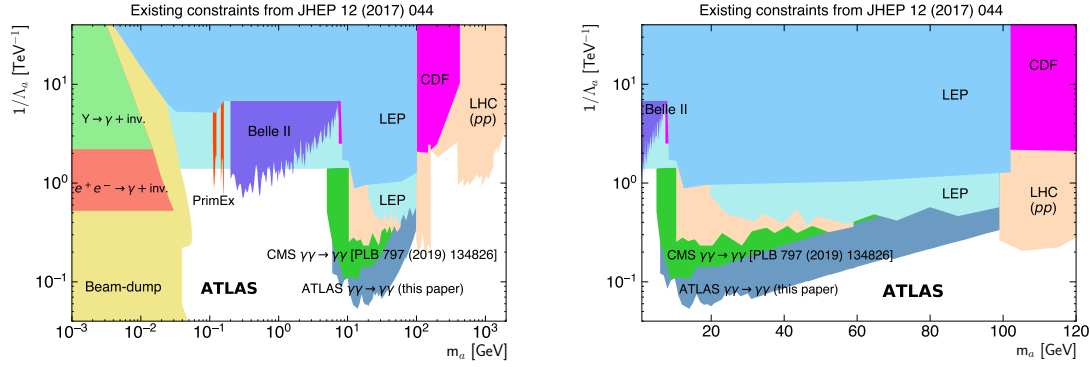 Existing constraints from JHEP 12 (2017) 044
1/Λₐ [TeV⁻¹]
10¹
10⁰
10⁻¹
ϒ → γ + inv.
e⁺e⁻ → γ + inv.
Beam-dump
PrimEx
Belle II
LEP
CDF
LHC
(pp)
LEP
CMS γγ → γγ [PLB 797 (2019) 134826]
ATLAS γγ → γγ (this paper)
ATLAS
10⁻³ 10⁻² 10⁻¹ 10⁰ 10¹ 10² 10³
mₐ [GeV]
Existing constraints from JHEP 12 (2017) 044
1/Λₐ [TeV⁻¹]
10¹
10⁰
10⁻¹
Belle II
LEP
CDF
LEP
LHC
(pp)
CMS γγ → γγ [PLB 797 (2019) 134826]
ATLAS γγ → γγ (this paper)
ATLAS
20 40 60 80 100 120
mₐ [GeV]